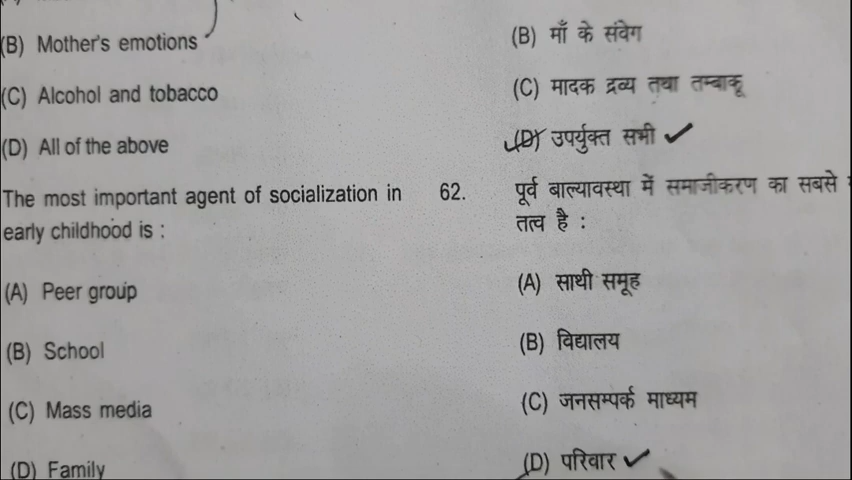 (B) Mother's emotions
(C) Alcohol and tobacco
(D) All of the above
The most important agent of socialization in
early childhood is :
(A) Peer group
(B) School
(C) Mass media
(D) Family
(B) माँ के संवेग
(C) मादक द्रव्य तथा तम्बाकू
(D) उपर्युक्त सभी
62. पूर्व बाल्यावस्था में समाजीकरण का सबसे
तत्व है :
(A) साथी समूह
(B) विद्यालय
(C) जनसम्पर्क माध्यम
(D) परिवार